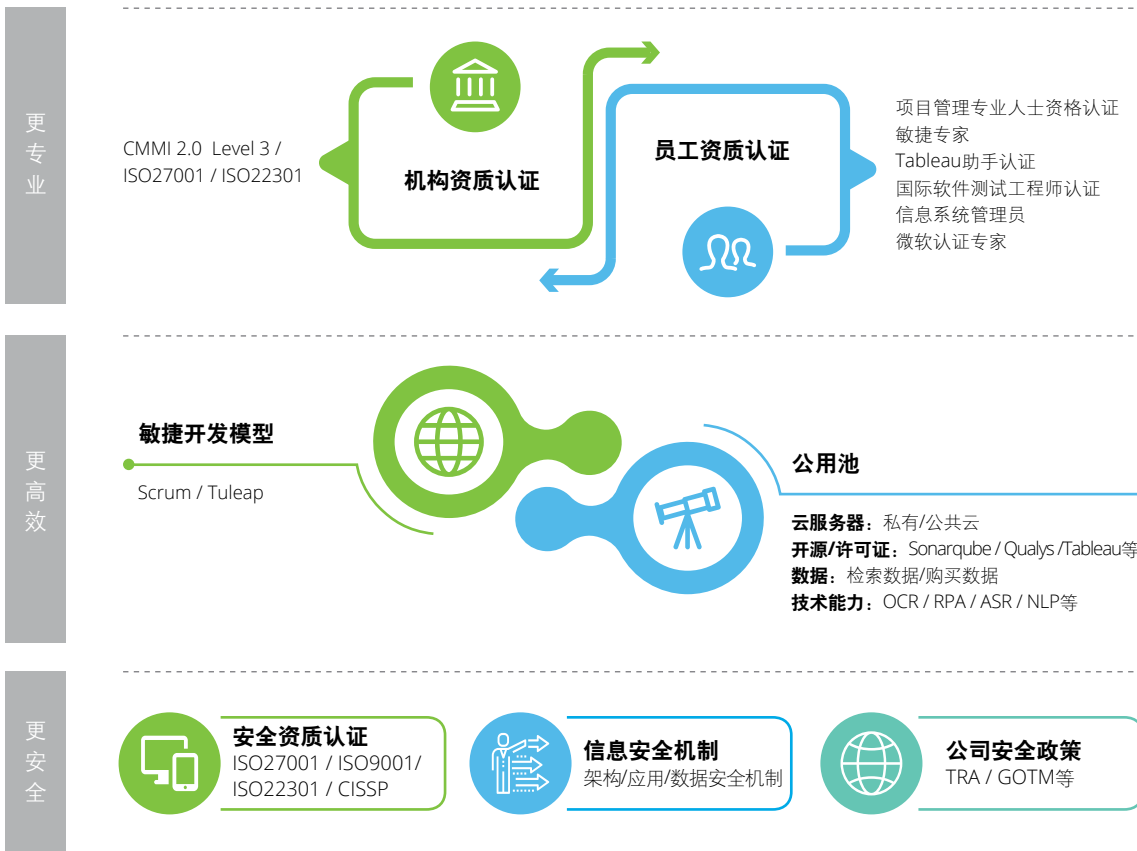 更专业
CMMI 2.0 Level 3 /
ISO27001 / ISO22301
机构资质认证
员工资质认证
项目管理专业人士资格认证
敏捷专家
Tableau助手认证
国际软件测试工程师认证
信息系统管理员
微软认证专家
更高效
敏捷开发模型
Scrum / Tuleap
公用池
云服务器：私有/公共云
开源/许可证：Sonarqube / Qualys /Tableau等
数据：检索数据/购买数据
技术能力：OCR / RPA / ASR / NLP等
更安全
安全资质认证
ISO27001 / ISO9001/
ISO22301 / CISSP
信息安全机制
架构/应用/数据安全机制
公司安全政策
TRA / GOTM等